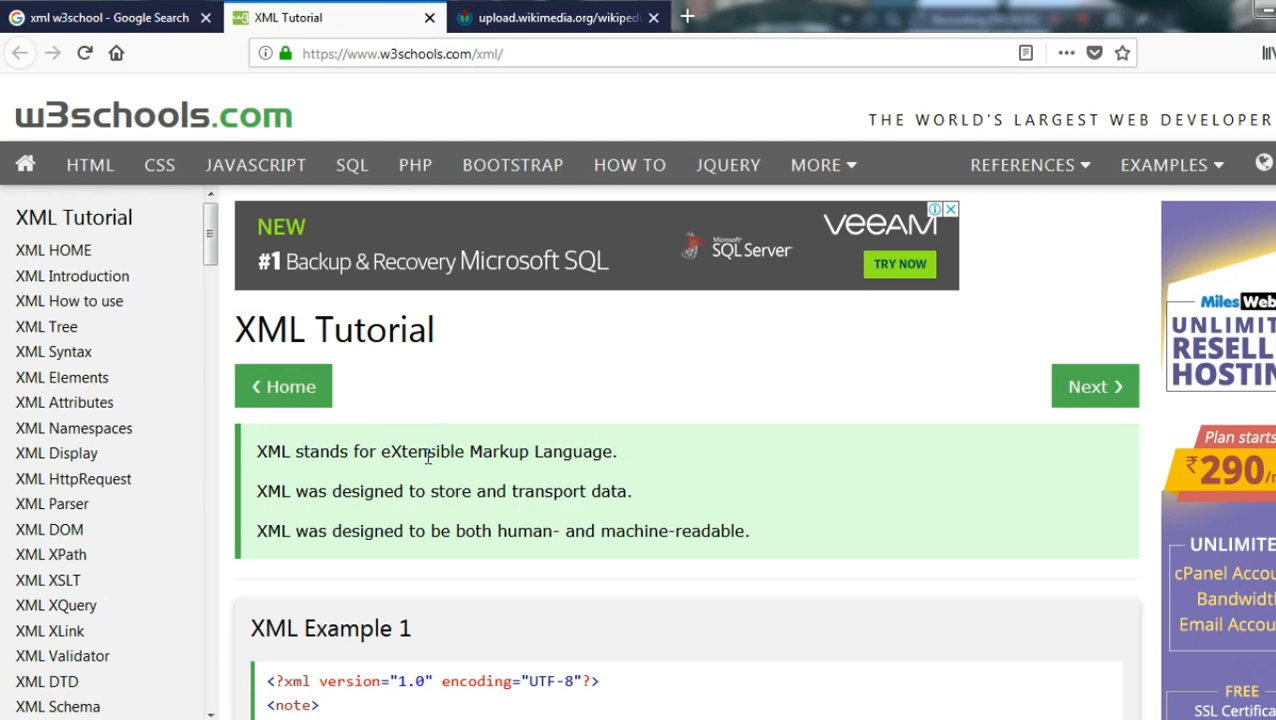 xml w3school - Google Search
XML Tutorial
upload.wikimedia.org/wikiped
https://www.w3schools.com/xml/
w3schools.com
THE WORLD'S LARGEST WEB DEVELOPER
HTML CSS JAVASCRIPT SQL PHP BOOTSTRAP HOW TO JQUERY MORE REFERENCES EXAMPLES
XML Tutorial
XML HOME
XML Introduction
XML How to use
XML Tree
XML Syntax
XML Elements
XML Attributes
XML Namespaces
XML Display
XML HttpRequest
XML Parser
XML DOM
XML XPath
XML XSLT
XML XQuery
XML XLink
XML Validator
XML DTD
XML Schema
NEW
#1 Backup & Recovery Microsoft SQL
Microsoft
SQL Server
VEEAM
TRY NOW
XML Tutorial
❮ Home
Next ❯
XML stands for eXtensible Markup Language.
XML was designed to store and transport data.
XML was designed to be both human- and machine-readable.
XML Example 1
<?xml version="1.0" encoding="UTF-8"?>
<note>
MilesWeb
UNLIMIT
RESELL
HOSTIN
Plan starts
₹290/m
UNLIMITE
cPanel Accou
Bandwidt
Email Accou
FREE
SSL Certifica